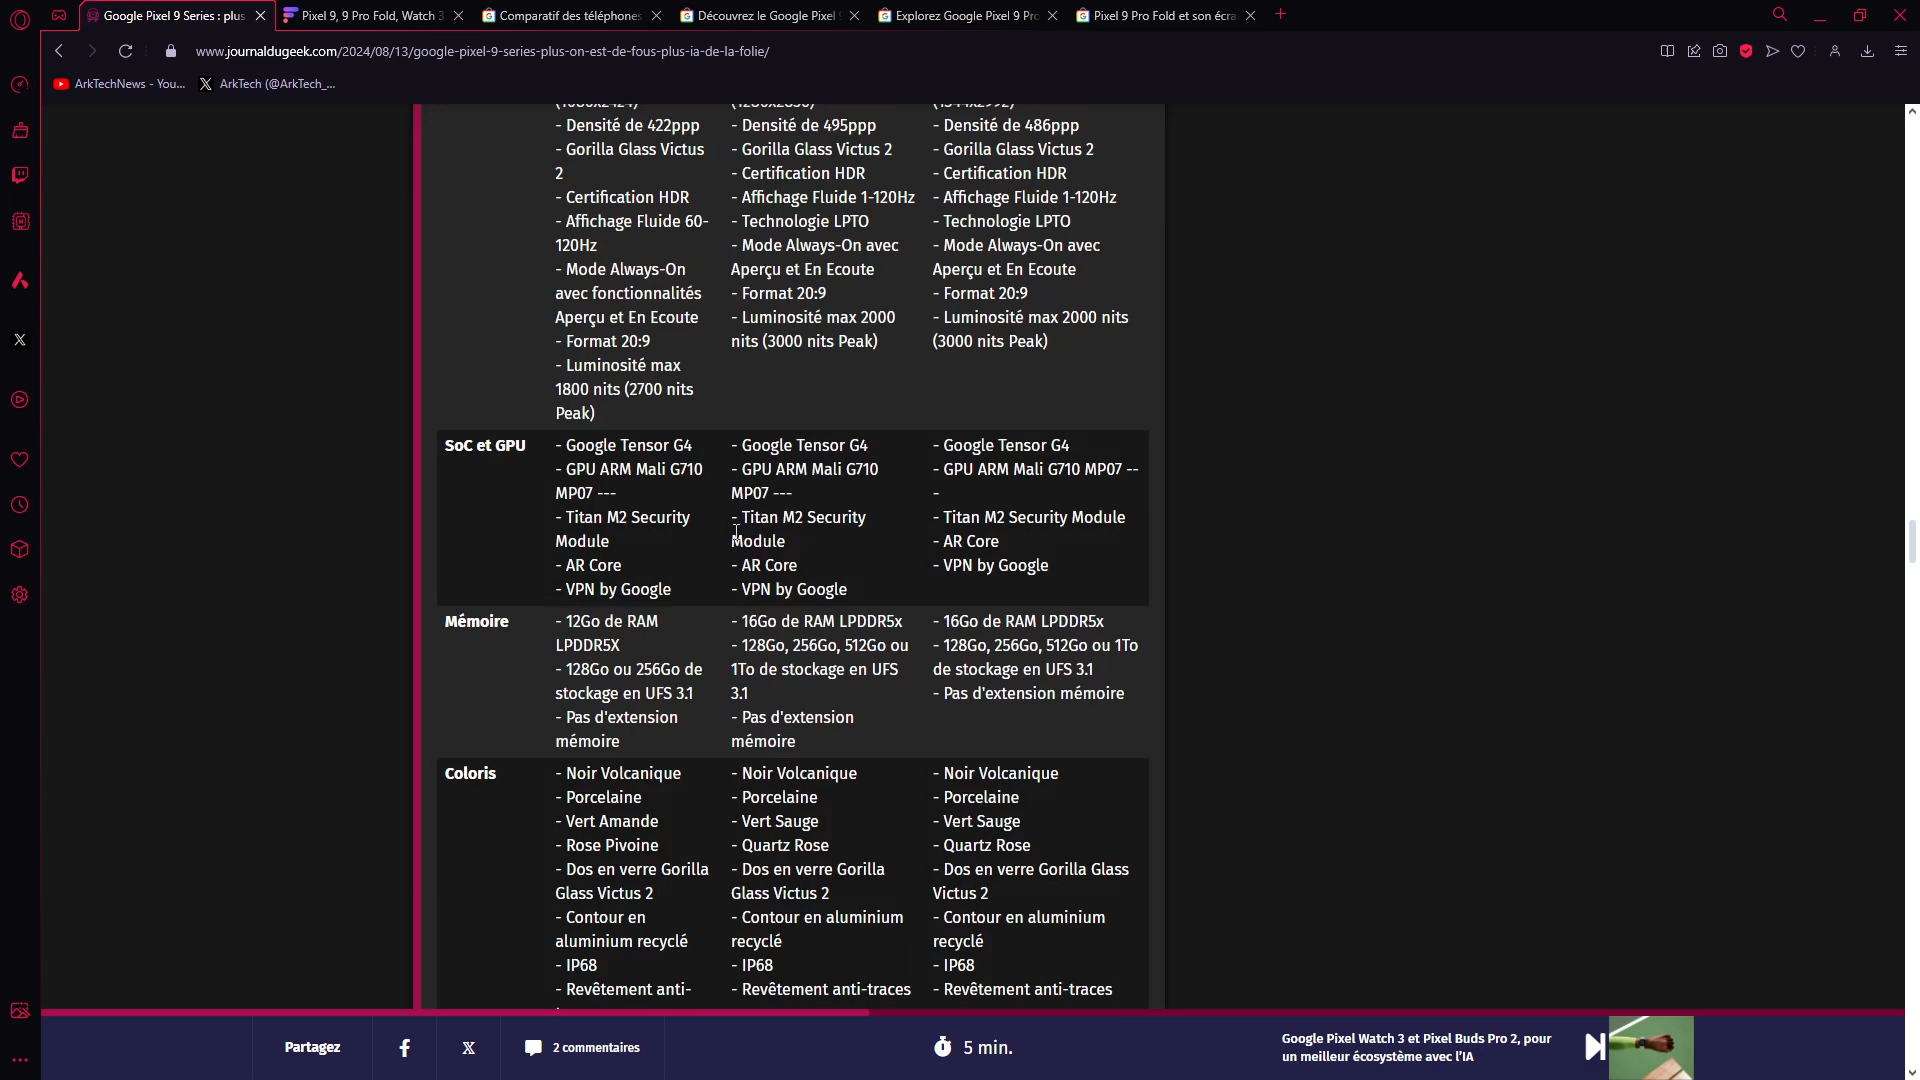 Google Pixel 9 Series : plus
Pixel 9, 9 Pro Fold, Watch 3
Comparatif des téléphones
Découvrez le Google Pixel
Explorez Google Pixel 9 Pro
Pixel 9 Pro Fold et son écra
www.journaldugeek.com/2024/08/13/google-pixel-9-series-plus-on-est-de-fous-plus-ia-de-la-folie/
ArkTechNews - You...
ArkTech (@ArkTech_...
- Densité de 422ppp
- Gorilla Glass Victus
2
- Certification HDR
- Affichage Fluide 60-
120Hz
- Mode Always-On
avec fonctionnalités
Aperçu et En Ecoute
- Format 20:9
- Luminosité max
1800 nits (2700 nits
Peak)
- Densité de 495ppp
- Gorilla Glass Victus 2
- Certification HDR
- Affichage Fluide 1-120Hz
- Technologie LPTO
- Mode Always-On avec
Aperçu et En Ecoute
- Format 20:9
- Luminosité max 2000
nits (3000 nits Peak)
- Densité de 486ppp
- Gorilla Glass Victus 2
- Certification HDR
- Affichage Fluide 1-120Hz
- Technologie LPTO
- Mode Always-On avec
Aperçu et En Ecoute
- Format 20:9
- Luminosité max 2000 nits
(3000 nits Peak)
SoC et GPU
- Google Tensor G4
- GPU ARM Mali G710
MP07 ---
- Titan M2 Security
Module
- AR Core
- VPN by Google
- Google Tensor G4
- GPU ARM Mali G710
MP07 ---
- Titan M2 Security
Module
- AR Core
- VPN by Google
- Google Tensor G4
- GPU ARM Mali G710 MP07 --
-
- Titan M2 Security Module
- AR Core
- VPN by Google
Mémoire
- 12Go de RAM
LPDDR5X
- 128Go ou 256Go de
stockage en UFS 3.1
- Pas d'extension
mémoire
- 16Go de RAM LPDDR5x
- 128Go, 256Go, 512Go ou
1To de stockage en UFS
3.1
- Pas d'extension
mémoire
- 16Go de RAM LPDDR5x
- 128Go, 256Go, 512Go ou 1To
de stockage en UFS 3.1
- Pas d'extension mémoire
Coloris
- Noir Volcanique
- Porcelaine
- Vert Amande
- Rose Pivoine
- Dos en verre Gorilla
Glass Victus 2
- Contour en
aluminium recyclé
- IP68
- Revêtement anti-
- Noir Volcanique
- Porcelaine
- Vert Sauge
- Quartz Rose
- Dos en verre Gorilla
Glass Victus 2
- Contour en aluminium
recyclé
- IP68
- Revêtement anti-traces
- Noir Volcanique
- Porcelaine
- Vert Sauge
- Quartz Rose
- Dos en verre Gorilla Glass
Victus 2
- Contour en aluminium
recyclé
- IP68
- Revêtement anti-traces
Partagez
2 commentaires
5 min.
Google Pixel Watch 3 et Pixel Buds Pro 2, pour
un meilleur écosystème avec l'IA